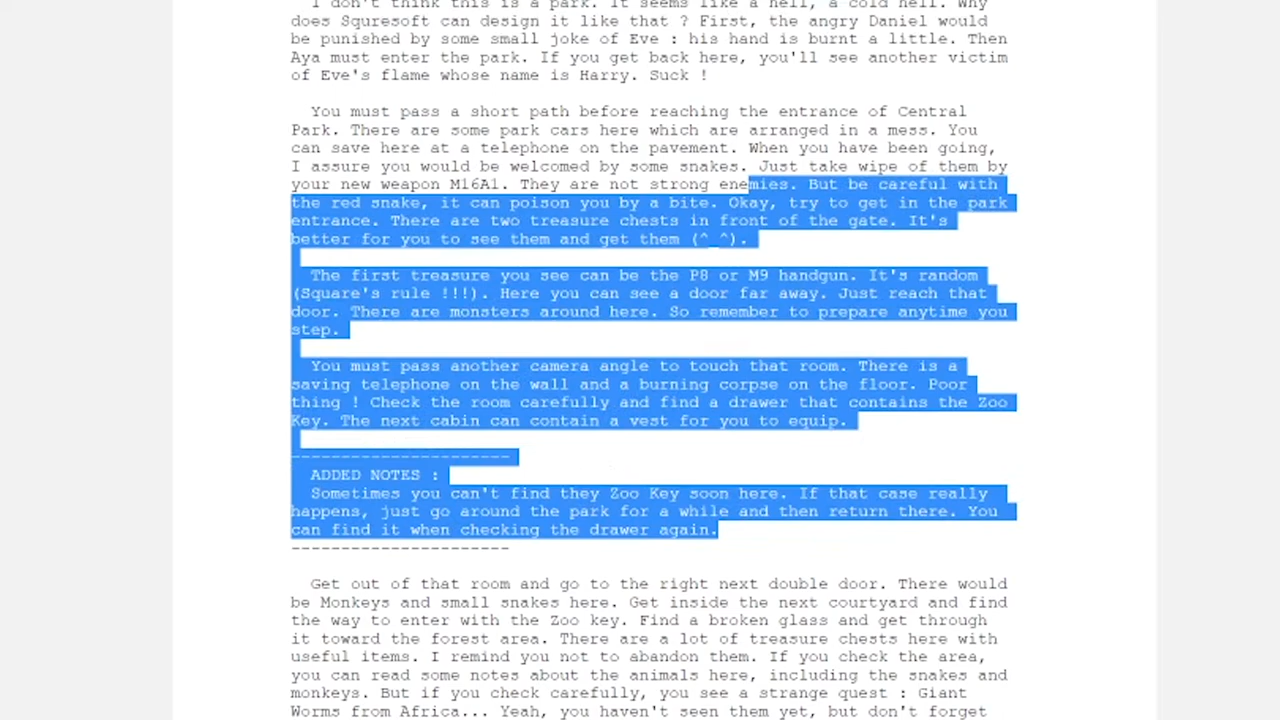 I don't think this is a park. It seems like a hell, a cold hell. Why
does Squresoft can design it like that ? First, the angry Daniel would
be punished by some small joke of Eve : his hand is burnt a little. Then
Aya must enter the park. If you get back here, you'll see another victim
of Eve's flame whose name is Harry. Suck !
You must pass a short path before reaching the entrance of Central
Park. There are some park cars here which are arranged in a mess. You
can save here at a telephone on the pavement. When you have been going,
I assure you would be welcomed by some snakes. Just take wipe of them by
your new weapon M16A1. They are not strong enemies. But be careful with
the red snake, it can poison you by a bite. Okay, try to get in the park
entrance. There are two treasure chests in front of the gate. It's
better for you to see them and get them (^_^).
The first treasure you see can be the P8 or M9 handgun. It's random
(Square's rule !!!). Here you can see a door far away. Just reach that
door. There are monsters around here. So remember to prepare anytime you
step.
You must pass another camera angle to touch that room. There is a
saving telephone on the wall and a burning corpse on the floor. Poor
thing ! Check the room carefully and find a drawer that contains the Zoo
Key. The next cabin can contain a vest for you to equip.
----------------------
ADDED NOTES :
Sometimes you can't find they Zoo Key soon here. If that case really
happens, just go around the park for a while and then return there. You
can find it when checking the drawer again.
----------------------
Get out of that room and go to the right next double door. There would
be Monkeys and small snakes here. Get inside the next courtyard and find
the way to enter with the Zoo key. Find a broken glass and get through
it toward the forest area. There are a lot of treasure chests here with
useful items. I remind you not to abandon them. If you check the area,
you can read some notes about the animals here, including the snakes and
monkeys. But if you check carefully, you see a strange quest : Giant
Worms from Africa... Yeah, you haven't seen them yet, but don't forget